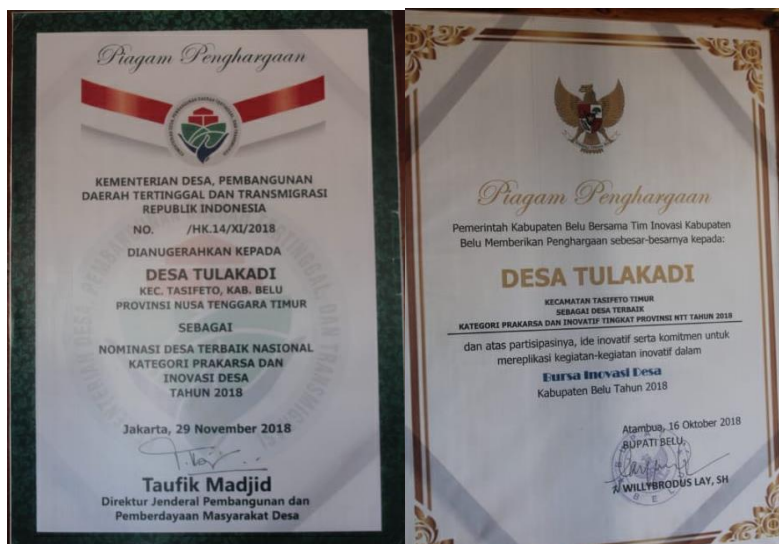 Piagam Penghargaan
KEMENTERIAN DESA, PEMBANGUNAN
DAERAH TERTINGGAL DAN TRANSMIGRASI
REPUBLIK INDONESIA
NO. /HK.14/XI/2018
DIANUGERAHKAN KEPADA
DESA TULAKADI
KEC. TASIFETO, KAB. BELU
PROVINSI NUSA TENGGARA TIMUR
SEBAGAI
NOMINASI DESA TERBAIK NASIONAL
KATEGORI PRAKARSA DAN
INOVASI DESA
TAHUN 2018
Jakarta, 29 November 2018
Taufik Madjid
Direktur Jenderal Pembangunan dan
Pemberdayaan Masyarakat Desa
Piagam Penghargaan
Pemerintah Kabupaten Belu Bersama Tim Inovasi Kabupaten
Belu Memberikan Penghargaan sebesar-besarnya kepada:
DESA TULAKADI
KECAMATAN TASIFETO TIMUR
SEBAGAI DESA TERBAIK
KATEGORI PRAKARSA DAN INOVATIF TINGKAT PROVINSI NTT TAHUN 2018
dan atas partisipasinya, ide inovatif serta komitmen untuk
mereplikasi kegiatan-kegiatan inovatif dalam
Bursa Inovasi Desa
Kabupaten Belu Tahun 2018
Atambua, 16 Oktober 2018
BUPATI BELU,
WILLYBRODUS LAY, SH